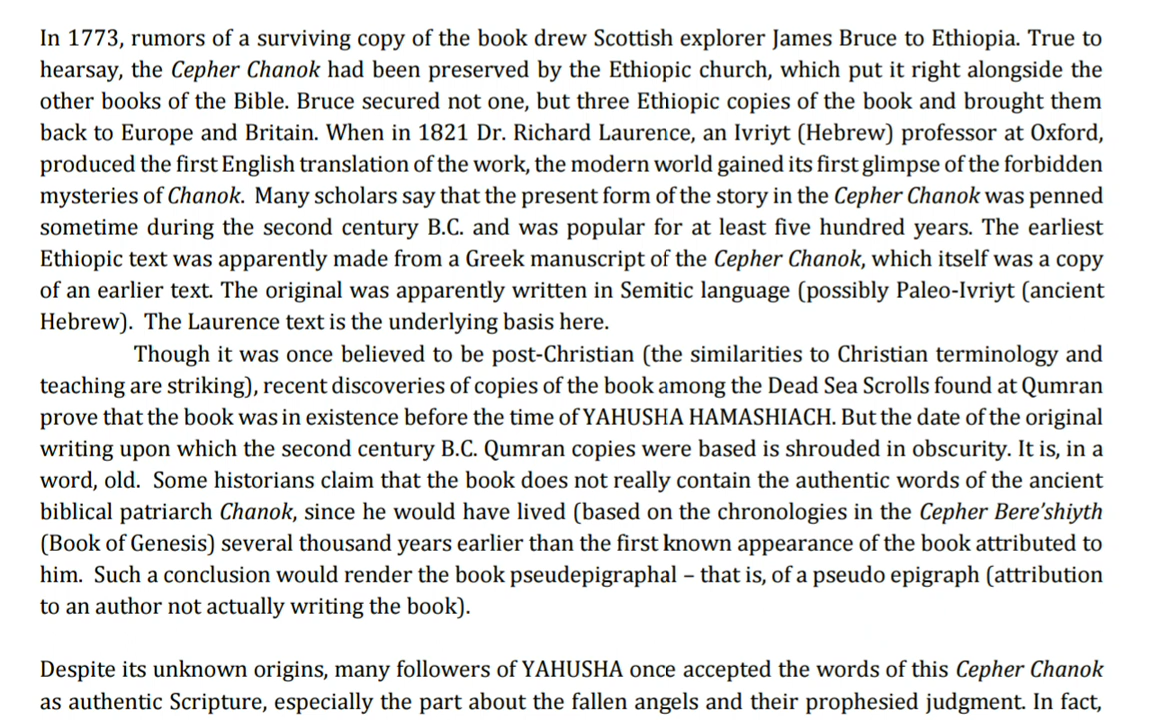 In 1773, rumors of a surviving copy of the book drew Scottish explorer James Bruce to Ethiopia. True to
hearsay, the Cepher Chanok had been preserved by the Ethiopic church, which put it right alongside the
other books of the Bible. Bruce secured not one, but three Ethiopic copies of the book and brought them
back to Europe and Britain. When in 1821 Dr. Richard Laurence, an Ivriyt (Hebrew) professor at Oxford,
produced the first English translation of the work, the modern world gained its first glimpse of the forbidden
mysteries of Chanok. Many scholars say that the present form of the story in the Cepher Chanok was penned
sometime during the second century B.C. and was popular for at least five hundred years. The earliest
Ethiopic text was apparently made from a Greek manuscript of the Cepher Chanok, which itself was a copy
of an earlier text. The original was apparently written in Semitic language (possibly Paleo-Ivriyt (ancient
Hebrew). The Laurence text is the underlying basis here.
Though it was once believed to be post-Christian (the similarities to Christian terminology and
teaching are striking), recent discoveries of copies of the book among the Dead Sea Scrolls found at Qumran
prove that the book was in existence before the time of YAHUSHA HAMASHIACH. But the date of the original
writing upon which the second century B.C. Qumran copies were based is shrouded in obscurity. It is, in a
word, old. Some historians claim that the book does not really contain the authentic words of the ancient
biblical patriarch Chanok, since he would have lived (based on the chronologies in the Cepher Bere'shiyth
(Book of Genesis) several thousand years earlier than the first known appearance of the book attributed to
him. Such a conclusion would render the book pseudepigraphal – that is, of a pseudo epigraph (attribution
to an author not actually writing the book).
Despite its unknown origins, many followers of YAHUSHA once accepted the words of this Cepher Chanok
as authentic Scripture, especially the part about the fallen angels and their prophesied judgment. In fact,